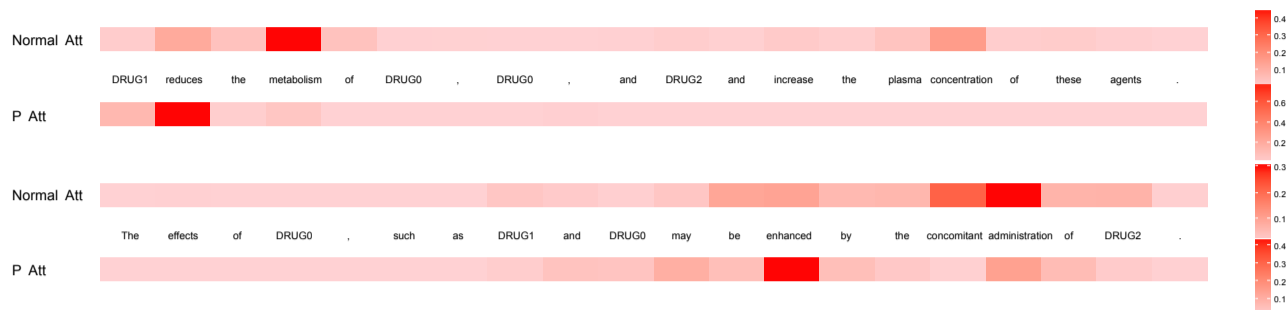 Normal Att
DRUG1 reduces the metabolism of DRUG0 , DRUG0 , and DRUG2 and increase the plasma concentration of these agents .
P Att
Normal Att
The effects of DRUG0 , such as DRUG1 and DRUG0 may be enhanced by the concomitant administration of DRUG2 .
P Att
0.4
0.3
0.2
0.1
0.6
0.4
0.2
0.3
0.2
0.1
0.4
0.3
0.2
0.1